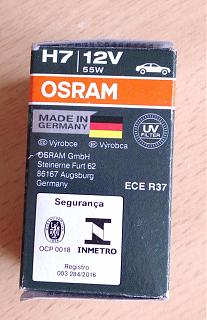 H7 12V
55W
OSRAM
MADE IN
GERMANY
UV
FILTER
Výrobce Výrobca
OSRAM GmbH
Steinerne Furt 62
86167 Augsburg
Germany
ECE R37
Segurança
OCP 0018
INMETRO
Registro
003 284/2016